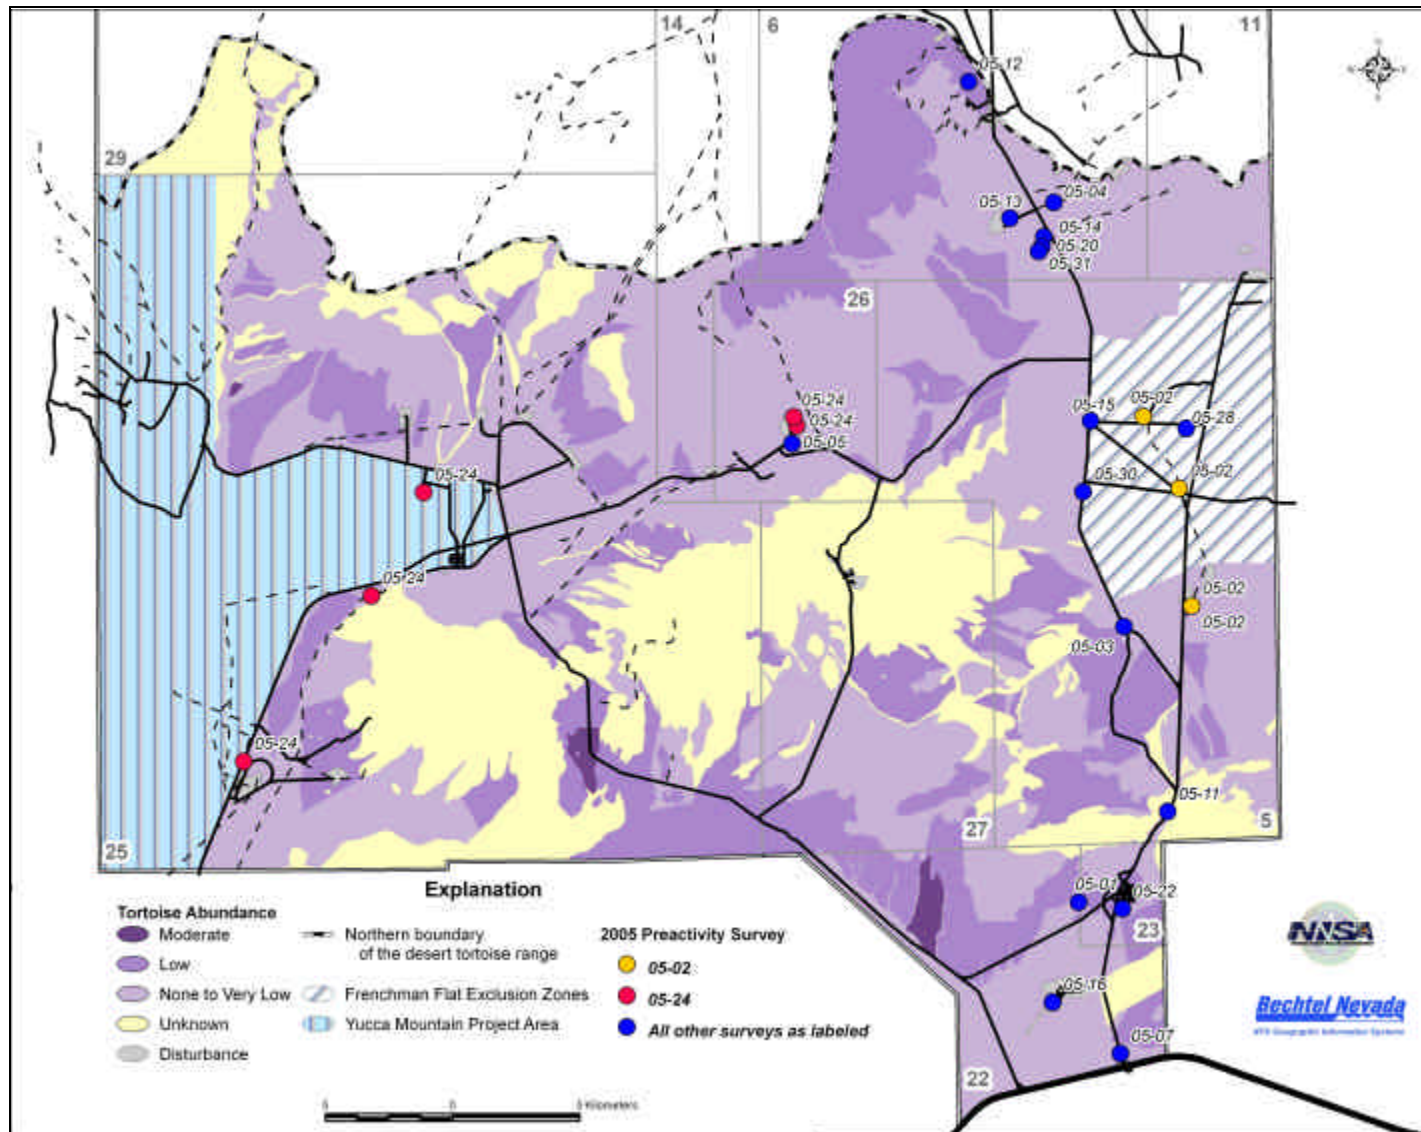 14
6
11
05-12
29
05-04
05-13
05-14
05-20
05-31
26
05-24
05-24
05-05
05-15
05-02
05-28
05-24
05-30
05-02
05-24
05-02
05-03
05-02
05-24
05-11
25
27
5
Explanation
Tortoise Abundance
Moderate
Low
None to Very Low
Unknown
Disturbance
Northern boundary
of the desert tortoise range
Frenchman Flat Exclusion Zones
Yucca Mountain Project Area
2005 Preactivity Survey
05-02
05-24
All other surveys as labeled
05-01
05-22
23
05-16
05-07
22
NNSA
Bechtel Nevada
NTS Geographic Information Systems
Kilometers